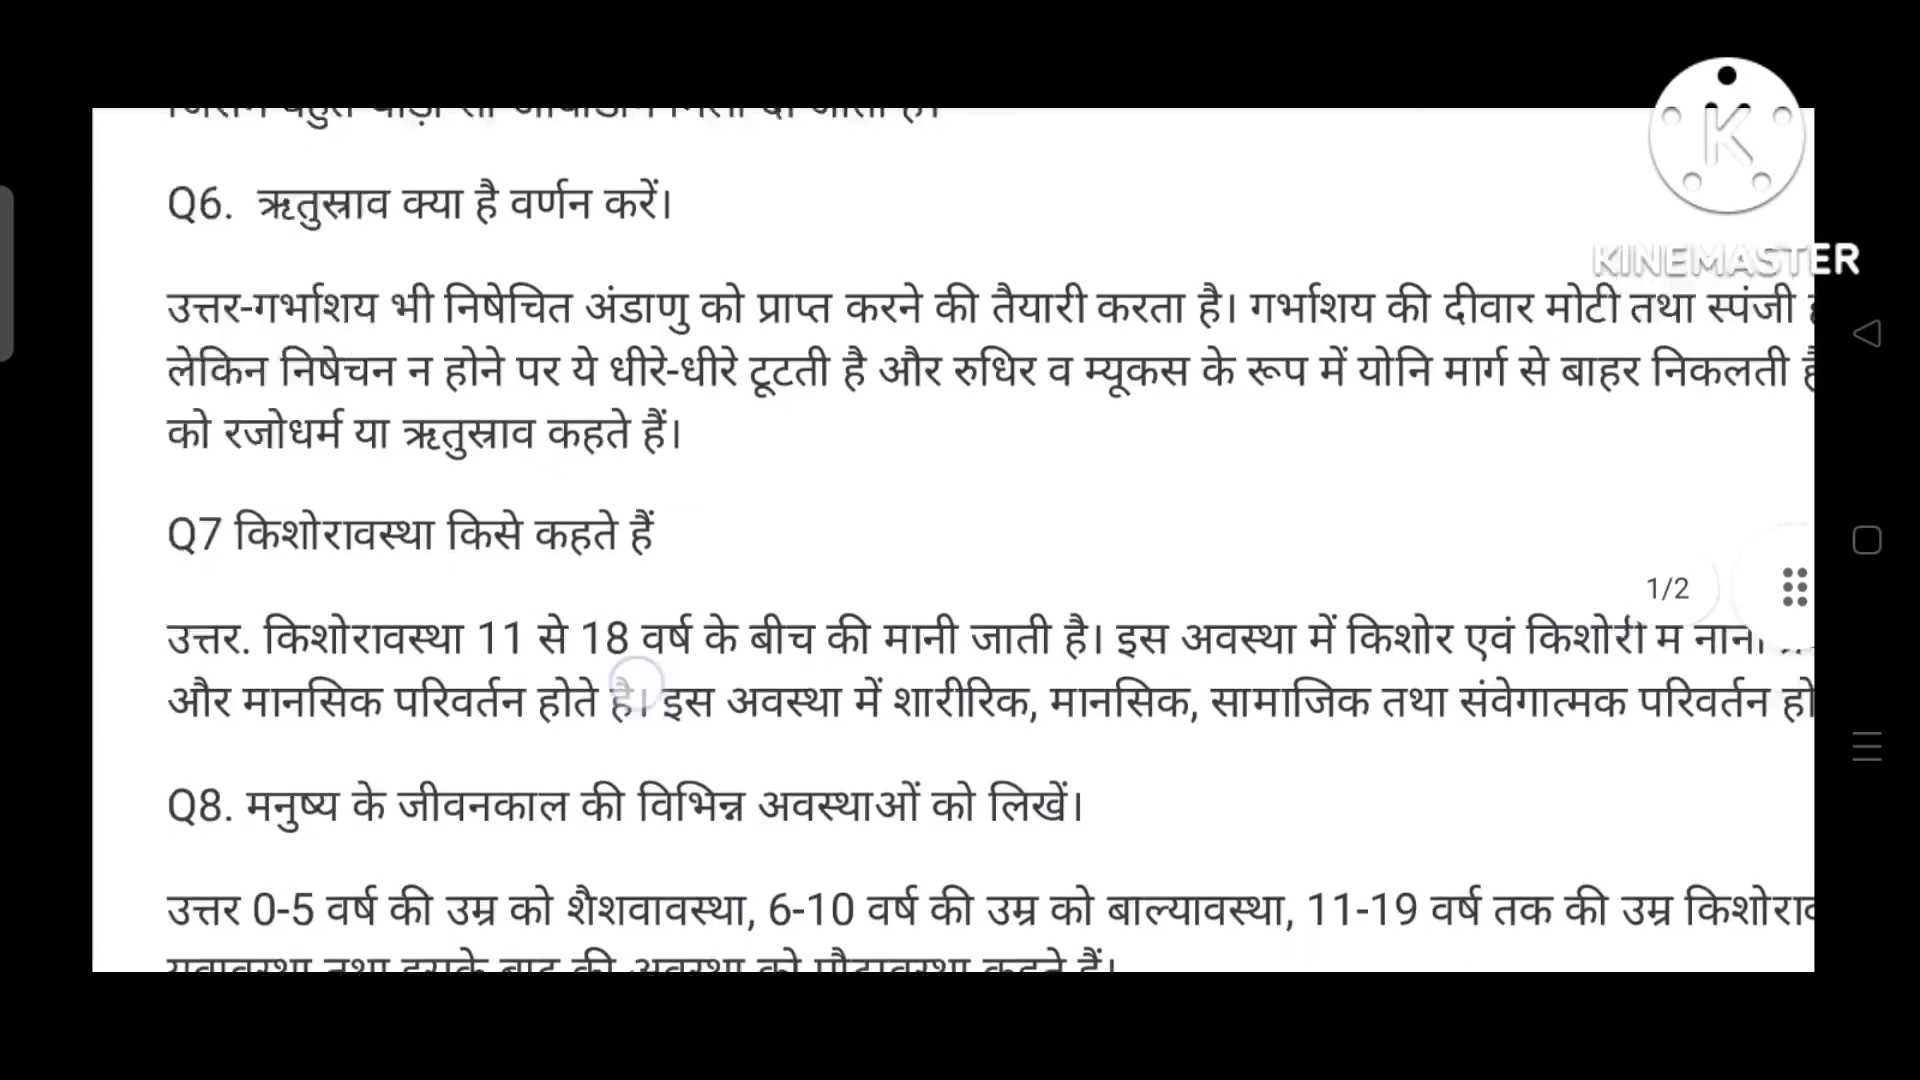 Q6. ऋतुस्राव क्या है वर्णन करें।
उत्तर-गर्भाशय भी निषेचित अंडाणु को प्राप्त करने की तैयारी करता है। गर्भाशय की दीवार मोटी तथा स्पंजी
लेकिन निषेचन न होने पर ये धीरे-धीरे टूटती है और रुधिर व म्यूकस के रूप में योनि मार्ग से बाहर निकलती
को रजोधर्म या ऋतुस्राव कहते हैं।
Q7 किशोरावस्था किसे कहते हैं
उत्तर. किशोरावस्था 11 से 18 वर्ष के बीच की मानी जाती है। इस अवस्था में किशोर एवं किशोरी
और मानसिक परिवर्तन होते है। इस अवस्था में शारीरिक, मानसिक, सामाजिक तथा संवेगात्मक परिवर्तन
Q8. मनुष्य के जीवनकाल की विभिन्न अवस्थाओं को लिखें।
उत्तर 0-5 वर्ष की उम्र को शैशवावस्था, 6-10 वर्ष की उम्र को बाल्यावस्था, 11-19 वर्ष तक की उम्र
K
KINEMASTER
1/2